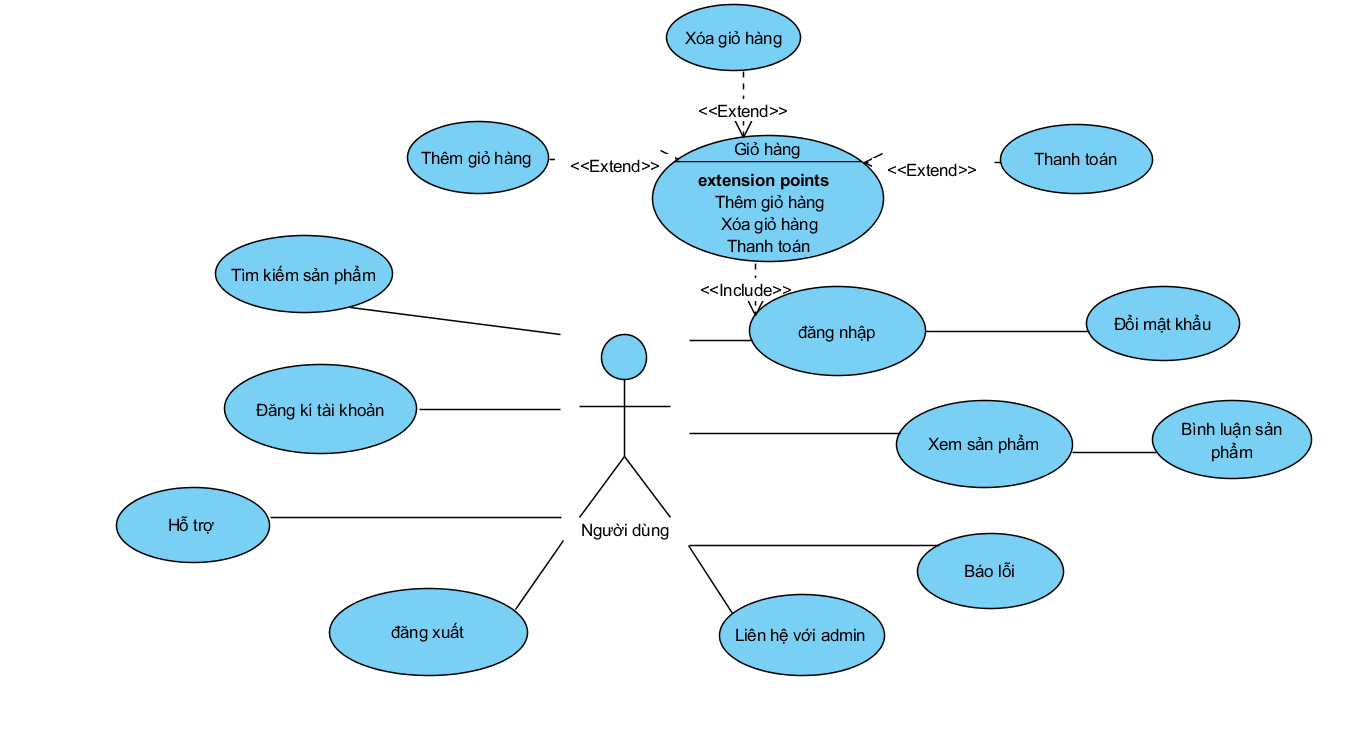 Xóa giỏ hàng
<<Extend>>
Thêm giỏ hàng
<<Extend>>
Giỏ hàng
extension points
Thêm giỏ hàng
Xóa giỏ hàng
Thanh toán
<<Extend>>
Thanh toán
<<Include>>
Tìm kiếm sản phẩm
đăng nhập
Đổi mật khẩu
Đăng kí tài khoản
Xem sản phẩm
Bình luận sản
phẩm
Hỗ trợ
Người dùng
Báo lỗi
đăng xuất
Liên hệ với admin